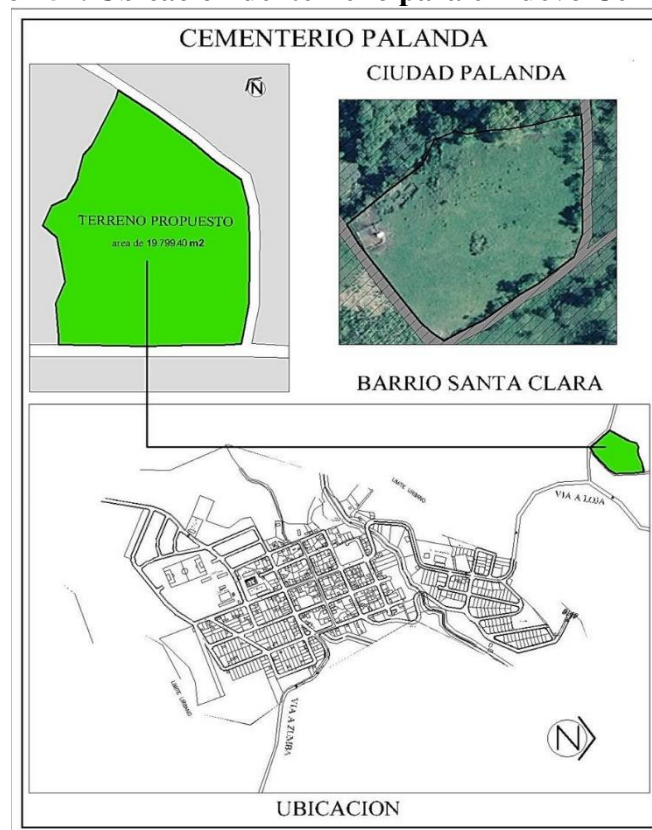 CEMENTERIO PALANDA
CIUDAD PALANDA
N
TERRENO PROPUESTO
area de 19.799.40 m2
BARRIO SANTA CLARA
LIMITE URBANO
VIA A LOJA
LIMITE URBANO
VIA A ZUMBA
N
UBICACION